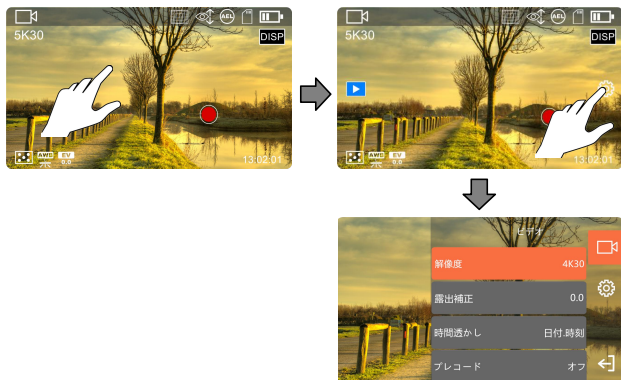 AEL
5K30
DISP
AWB
EV
0.0
13:02:01
AEL
5K30
DISP
AWB
EV
0.0
13:02:01
ビデオ
解像度 4K30
露出補正 0.0
時間透かし 日付.時刻
プレコード オフ